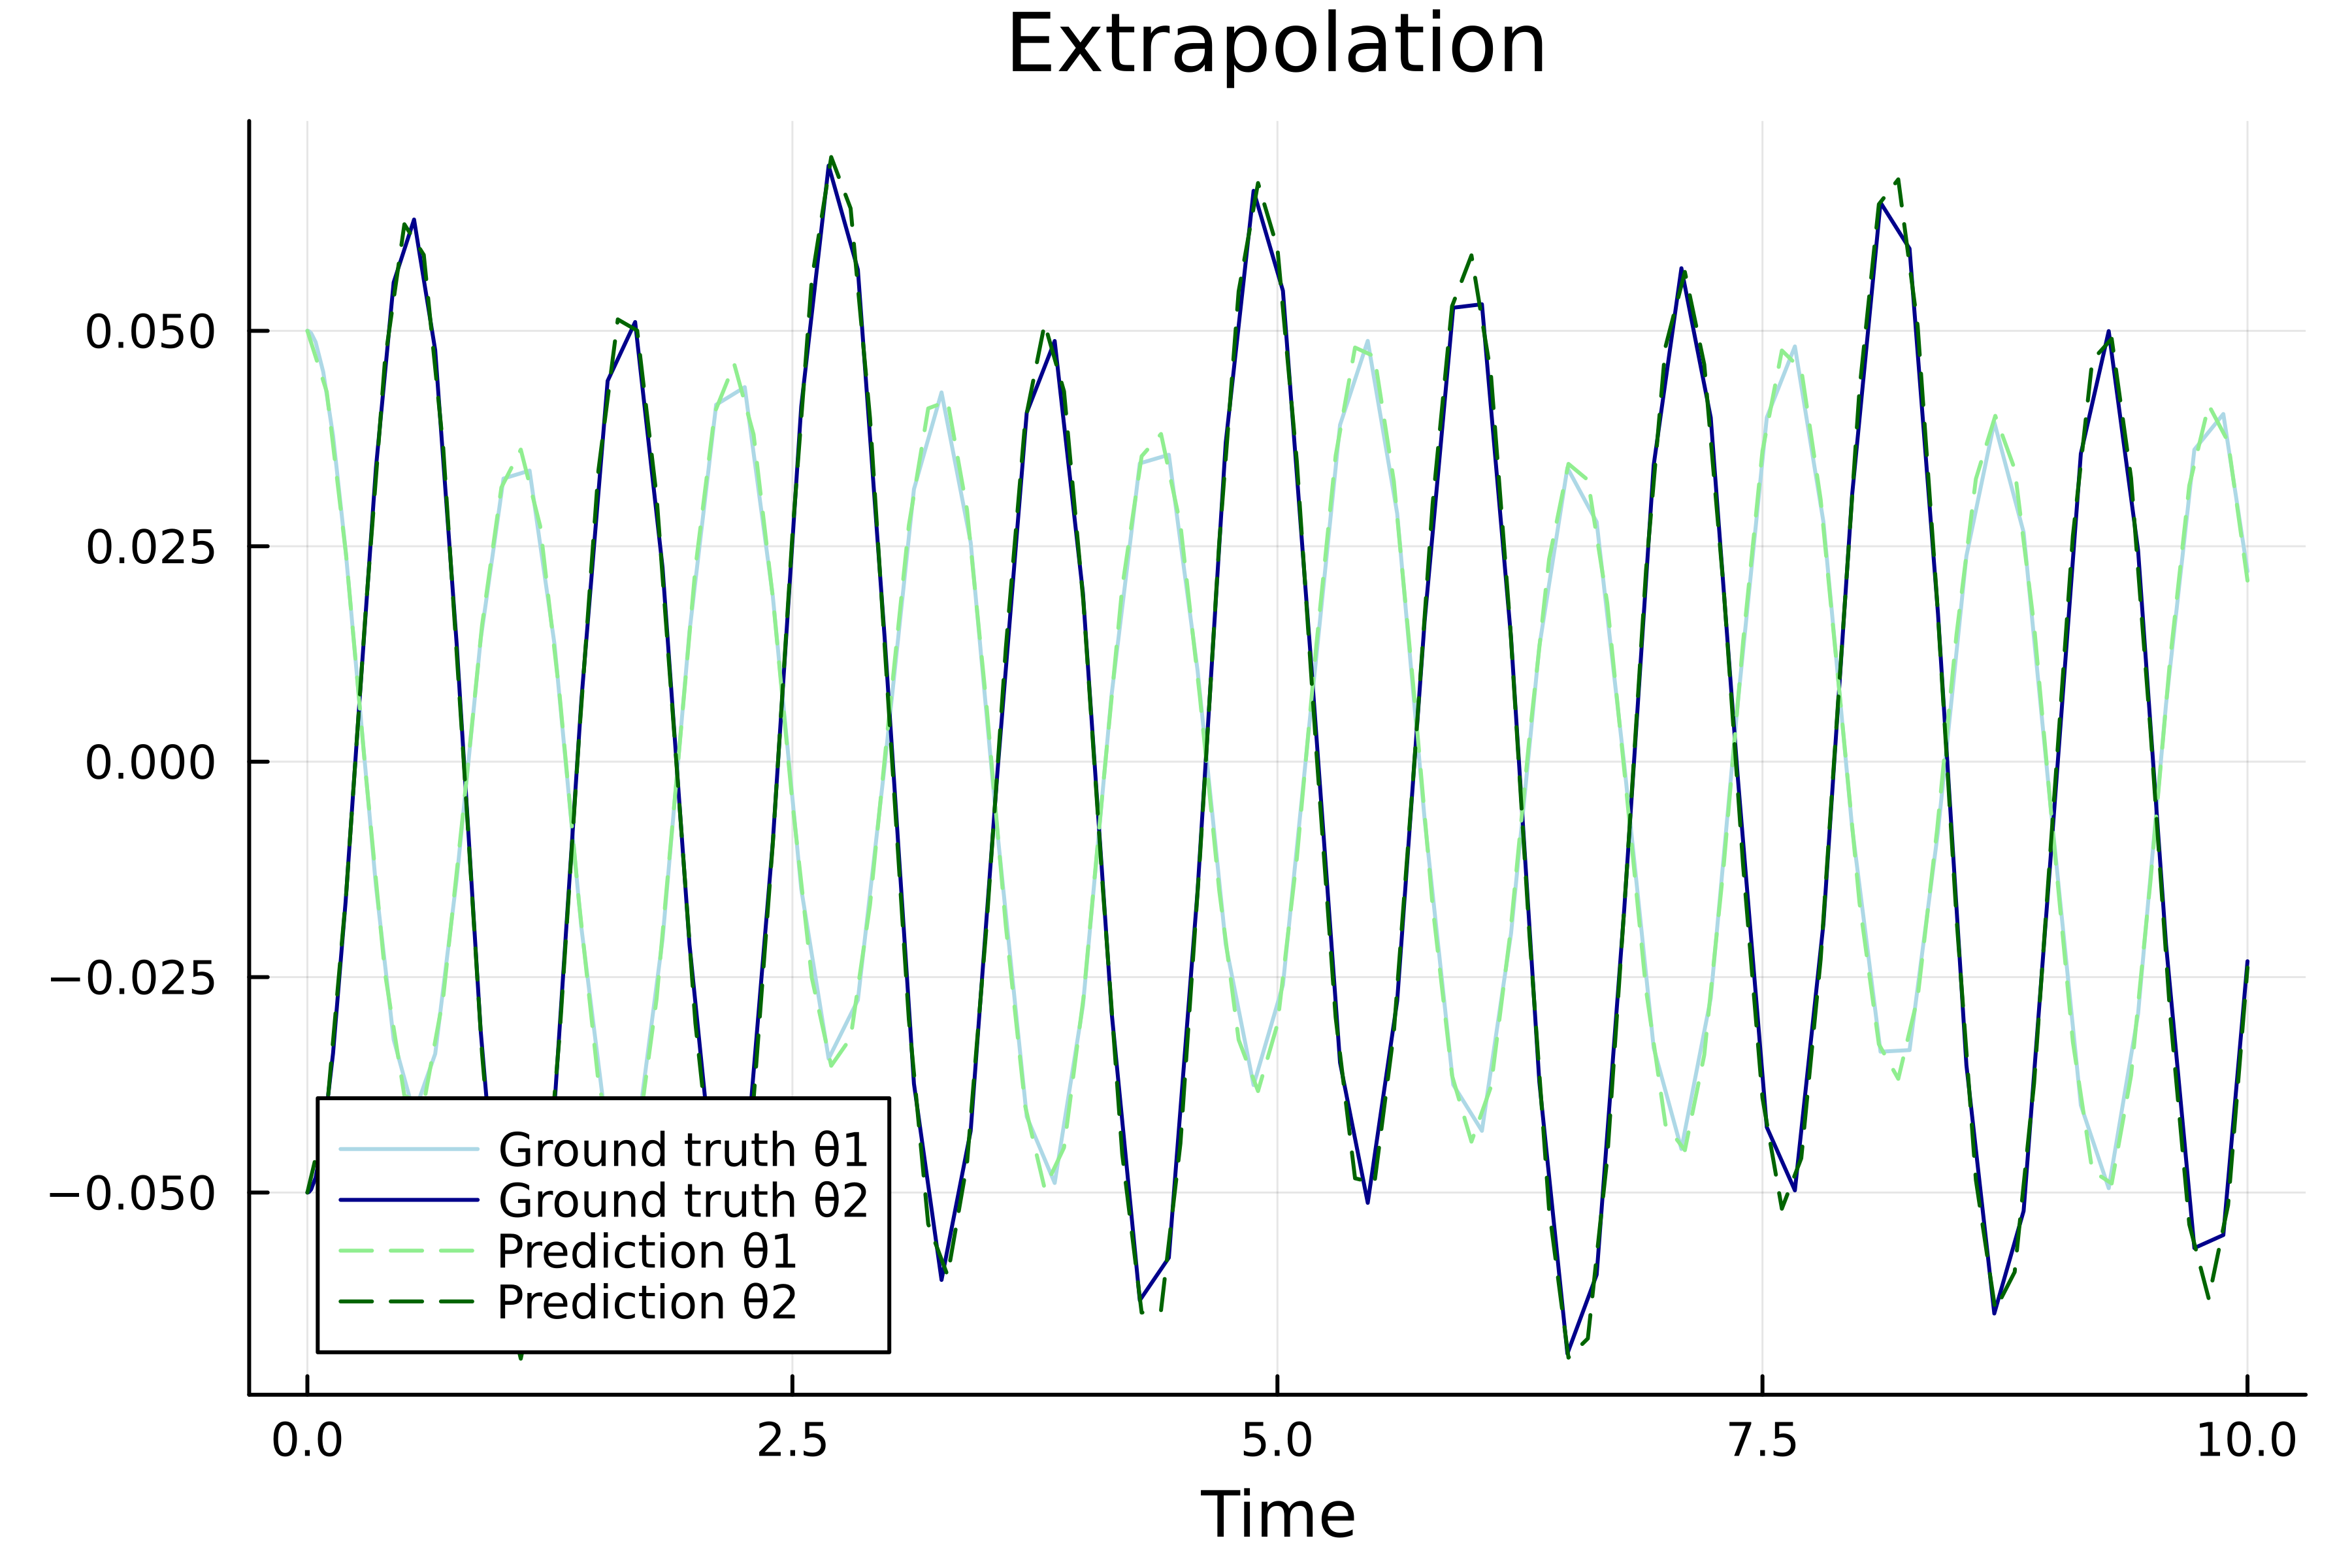 Extrapolation
0.050
0.025
0.000
−0.025
−0.050
Ground truth θ1
Ground truth θ2
Prediction θ1
Prediction θ2
0.0 2.5 5.0 7.5 10.0
Time